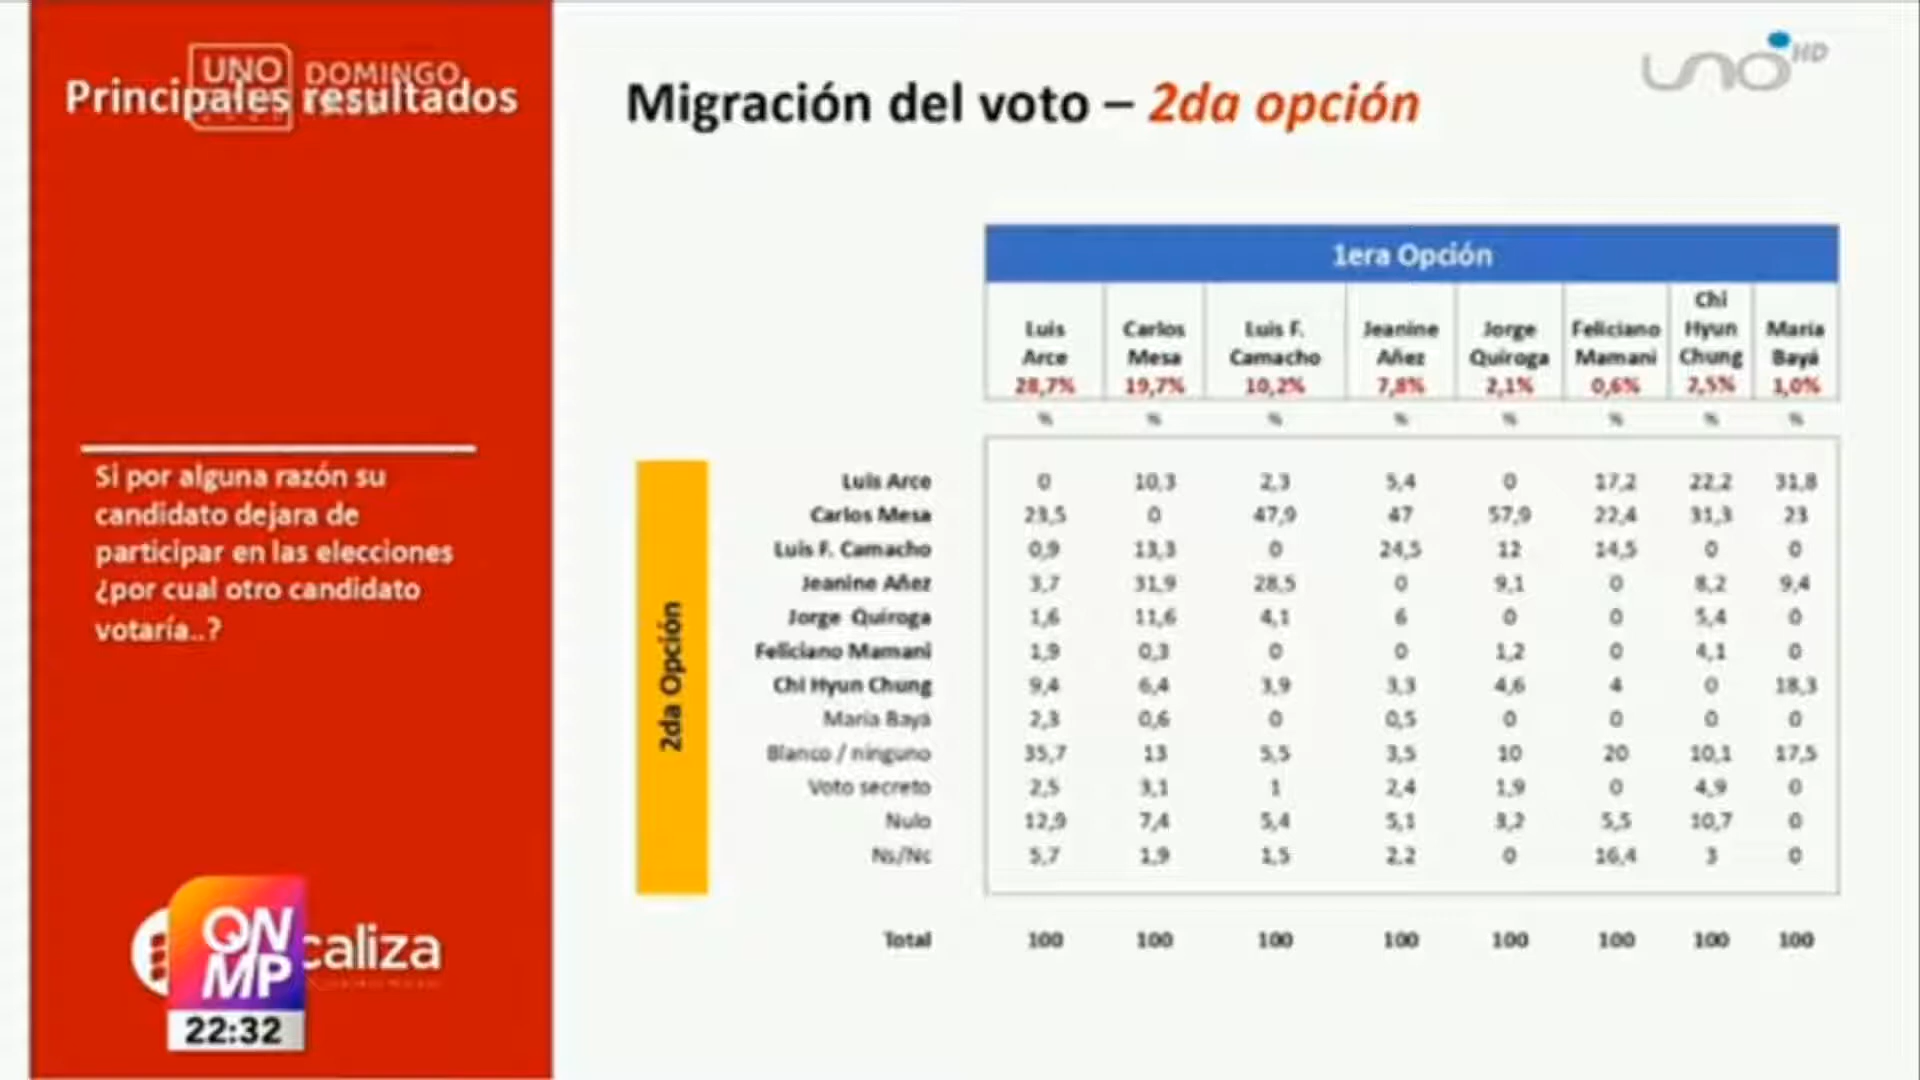 Principales resultados
UNO
DOMINGO
Migración del voto – 2da opción
uno HD
Si por alguna razón su
candidato dejara de
participar en las elecciones
¿por cual otro candidato
votaría..?
1era Opción
Luis Arce 28,7% Carlos Mesa 19,7% Luis F. Camacho 10,2% Jeanine Añez 7,8% Jorge Quiroga 2,1% Feliciano Mamani 0,6% Chi Hyun Chung María Bayá 1,0%
% % % % % % % %
2da Opción
Luis Arce 0 10,3 2,3 5,4 0 17,2 22,2 31,8
Carlos Mesa 23,5 0 47,9 47 57,9 22,4 31,3 23
Luis F. Camacho 0,9 13,3 0 24,5 12 14,5 0 0
Jeanine Añez 3,7 31,9 28,5 0 9,1 0 8,2 9,4
Jorge Quiroga 1,6 11,6 4,1 6 0 0 5,4 0
Feliciano Mamani 1,9 0,3 0 0 1,2 0 4,1 0
Chi Hyun Chung 9,4 6,4 3,9 3,3 4,6 4 0 18,3
María Bayá 2,3 0,6 0 0,5 0 0 0 0
Blanco / ninguno 35,7 13 5,5 3,5 10 20 10,1 17,5
Voto secreto 2,5 3,1 1 2,4 1,9 0 4,9 0
Nulo 12,9 7,4 5,4 5,1 3,2 5,5 10,7 0
Ns/Nc 5,7 1,9 1,5 2,2 0 16,4 3 0
Total 100 100 100 100 100 100 100 100
QN
MP
caliza
22:32